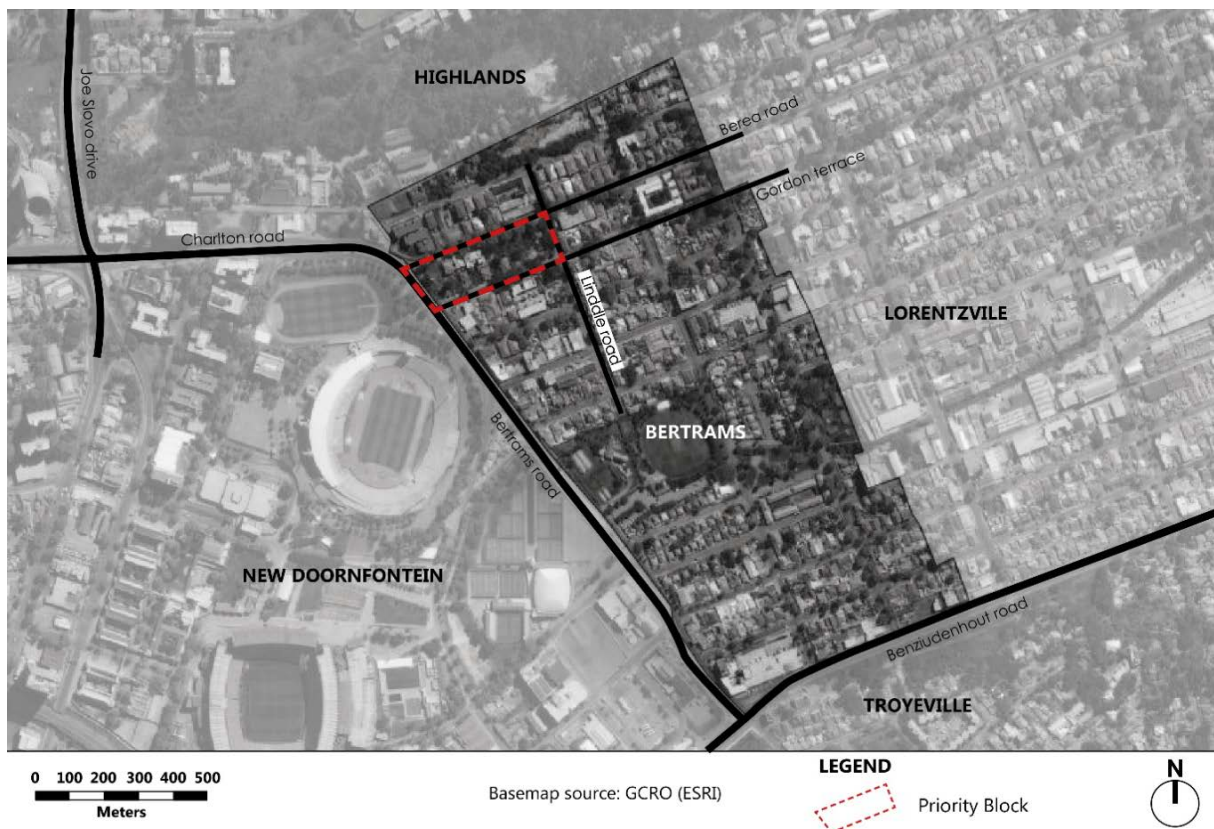 HIGHLANDS
Joe Slovo drive
Berea road
Gordon terrace
Charlton road
Linddle road
LORENTZVILE
BERTRAMS
Bertrams road
NEW DOORNFONTEIN
Benziudenhout road
TROYEVILLE
LEGEND
N
0 100 200 300 400 500
Meters
Basemap source: GCRO (ESRI)
Priority Block